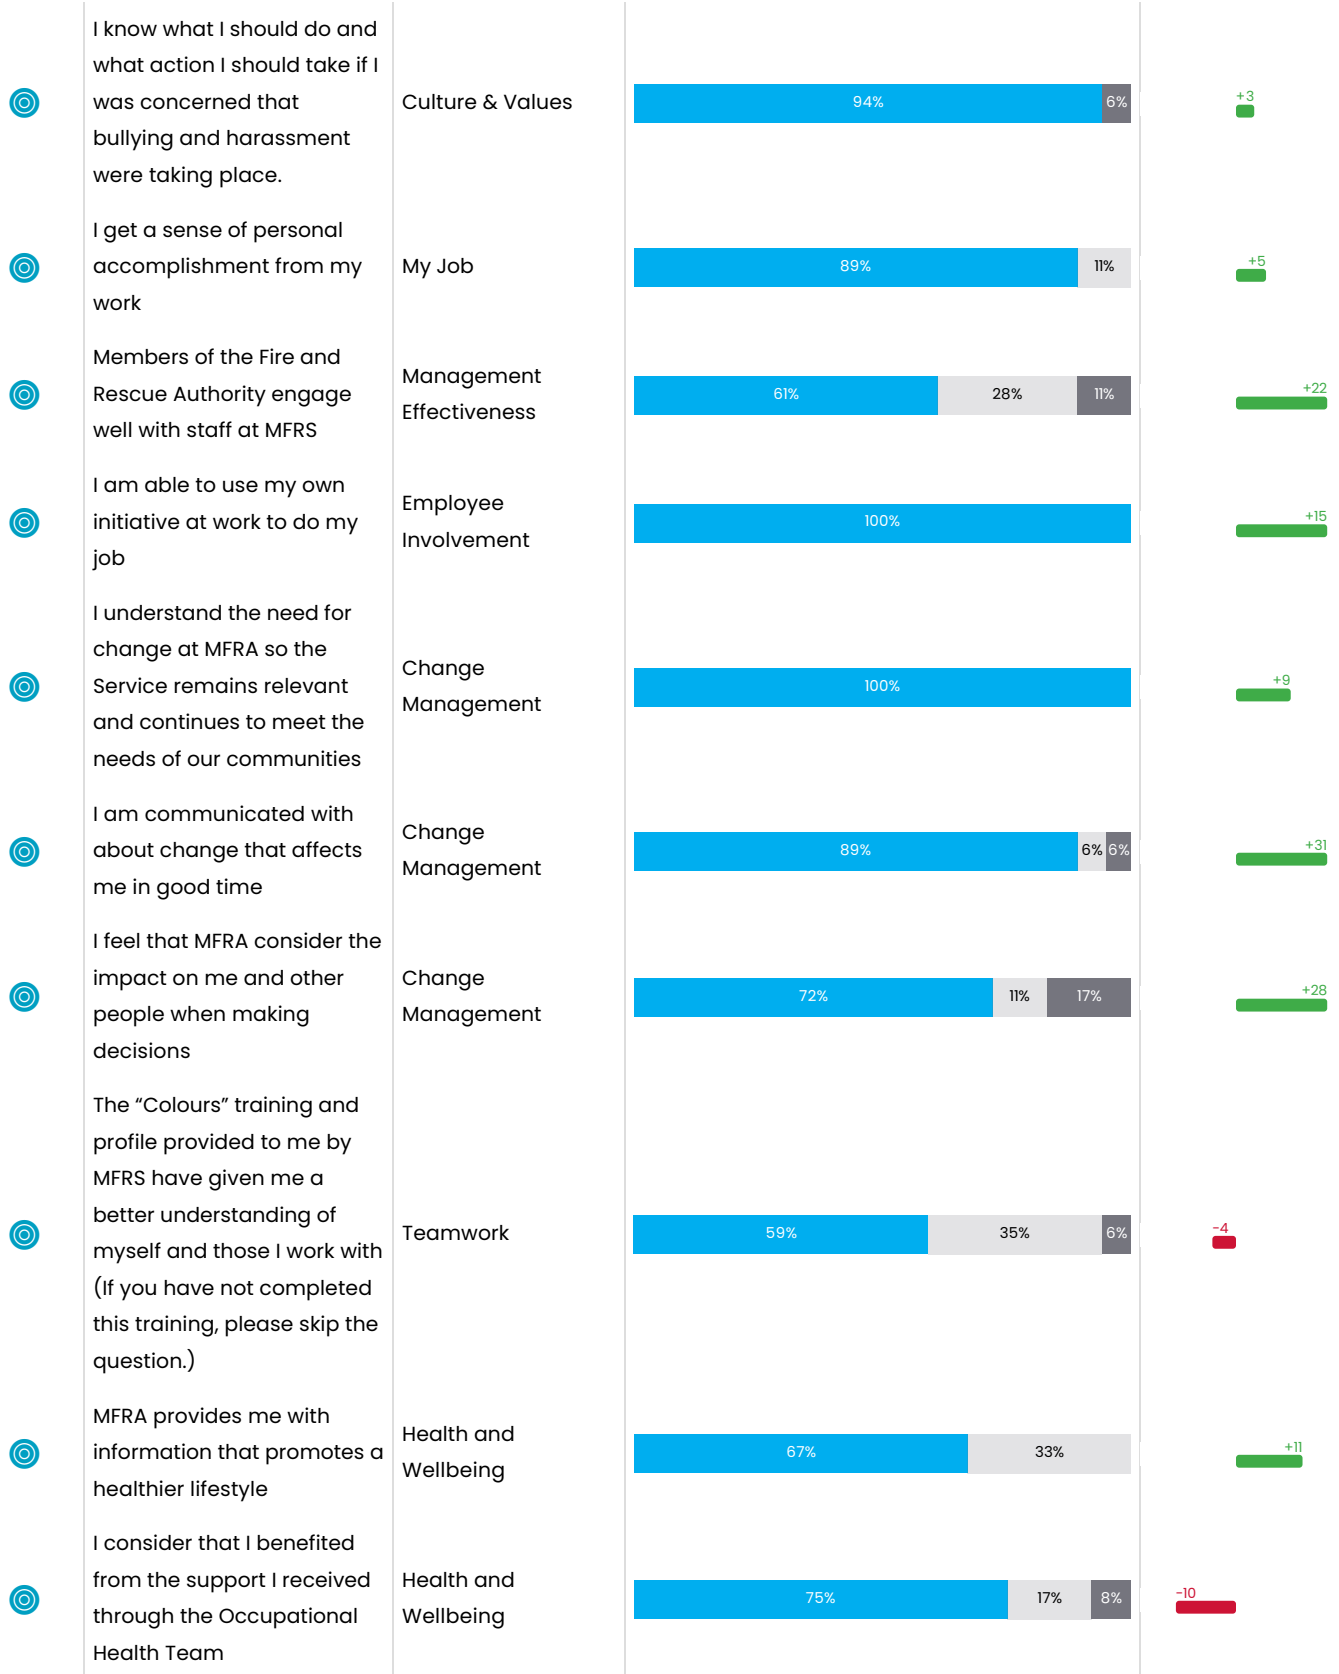 I know what I should do and
what action I should take if I
was concerned that
bullying and harassment
were taking place.
Culture & Values
94%
6%
+3
I get a sense of personal
accomplishment from my
work
My Job
89%
11%
+5
Members of the Fire and
Rescue Authority engage
well with staff at MFRS
Management
Effectiveness
61%
28%
11%
+22
I am able to use my own
initiative at work to do my
job
Employee
Involvement
100%
+15
I understand the need for
change at MFRA so the
Service remains relevant
and continues to meet the
needs of our communities
Change
Management
100%
+9
I am communicated with
about change that affects
me in good time
Change
Management
89%
6%
6%
+31
I feel that MFRA consider the
impact on me and other
people when making
decisions
Change
Management
72%
11%
17%
+28
The “Colours” training and
profile provided to me by
MFRS have given me a
better understanding of
myself and those I work with
(If you have not completed
this training, please skip the
question.)
Teamwork
59%
35%
6%
-4
MFRA provides me with
information that promotes a
healthier lifestyle
Health and
Wellbeing
67%
33%
+11
I consider that I benefited
from the support I received
through the Occupational
Health Team
Health and
Wellbeing
75%
17%
8%
-10